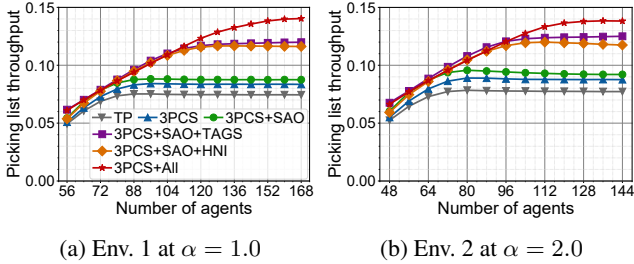 Picking list throughput
0.15
0.10
0.05
0.00
TP 3PCS 3PCS+SAO
3PCS+SAO+TAGS
3PCS+SAO+HNI
3PCS+All
56 72 88 104 120 136 152 168
Number of agents
(a) Env. 1 at α = 1.0
Picking list throughput
0.15
0.10
0.05
0.00
48 64 80 96 112 128 144
Number of agents
(b) Env. 2 at α = 2.0